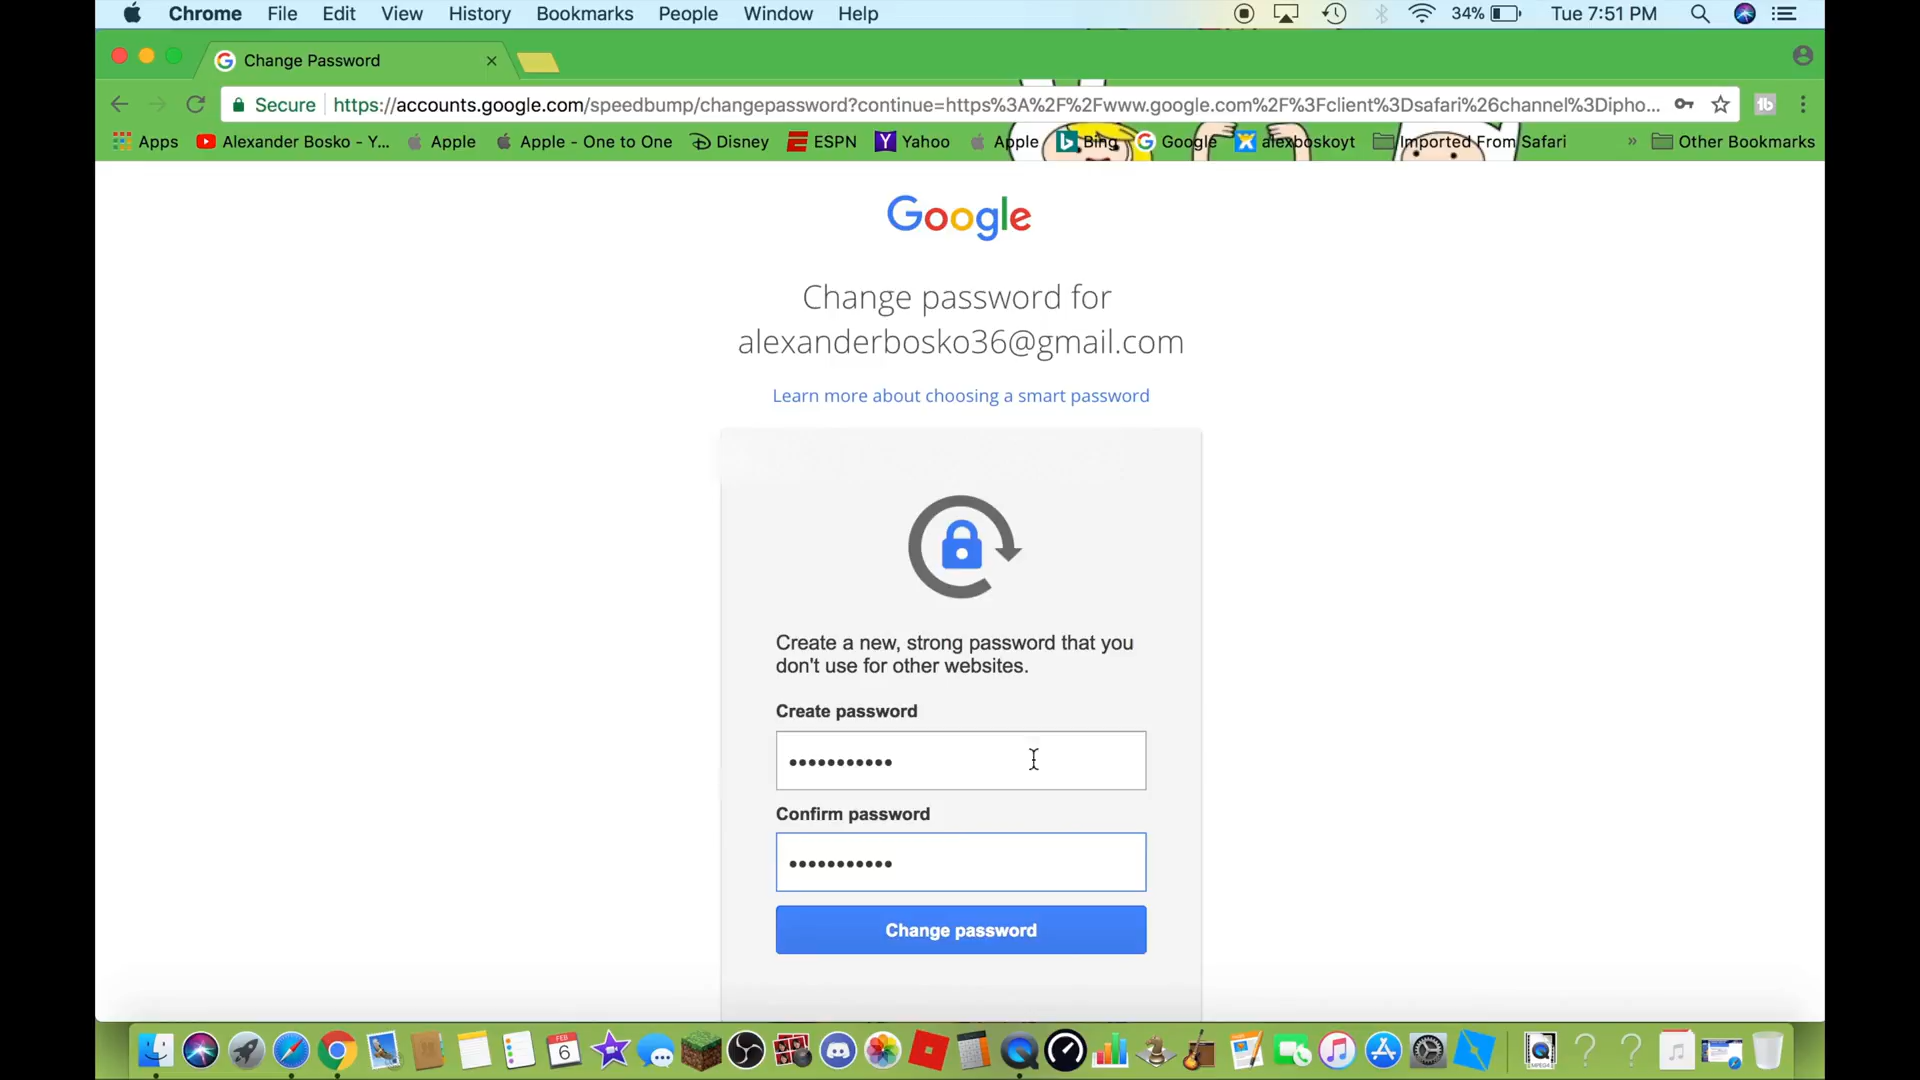 Chrome File Edit View History Bookmarks People Window Help 34% Tue 7:51 PM
Change Password
Secure https://accounts.google.com/speedbump/changepassword?continue=https%3A%2F%2Fwww.google.com%2F%3Fclient%3Dsafari%26channel%3Dipho...
Apps Alexander Bosko - Y... Apple Apple - One to One Disney ESPN Yahoo Apple Bing Google alexboskoyt Imported From Safari » Other Bookmarks
Google
Change password for
alexanderbosko36@gmail.com
Learn more about choosing a smart password
Create a new, strong password that you
don't use for other websites.
Create password
•••••••••••
Confirm password
•••••••••••
Change password
FEB
6